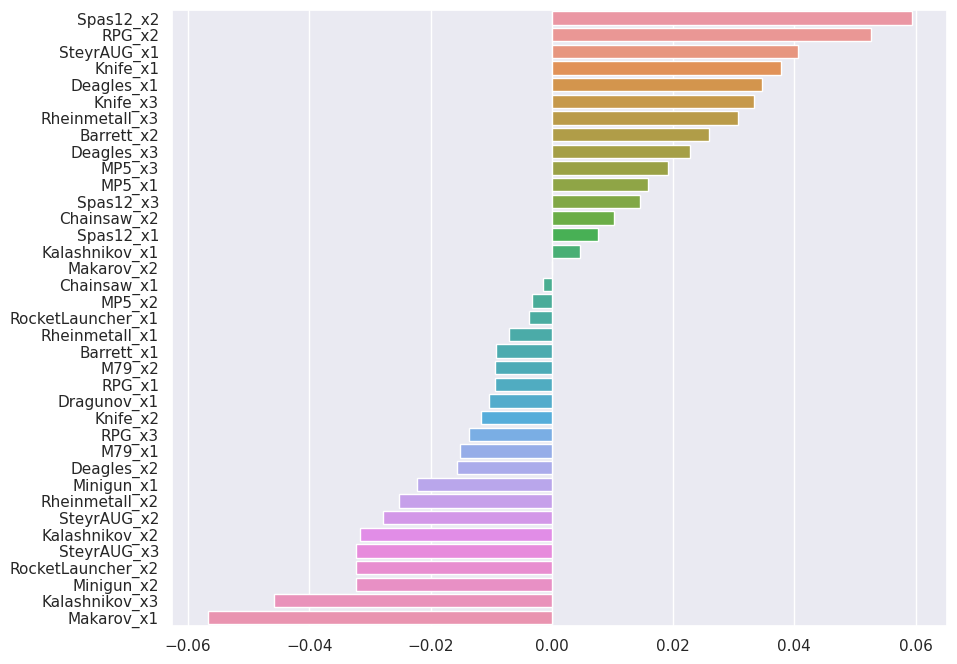 Spas12_x2
RPG_x2
SteyrAUG_x1
Knife_x1
Deagles_x1
Knife_x3
Rheinmetall_x3
Barrett_x2
Deagles_x3
MP5_x3
MP5_x1
Spas12_x3
Chainsaw_x2
Spas12_x1
Kalashnikov_x1
Makarov_x2
Chainsaw_x1
MP5_x2
RocketLauncher_x1
Rheinmetall_x1
Barrett_x1
M79_x2
RPG_x1
Dragunov_x1
Knife_x2
RPG_x3
M79_x1
Deagles_x2
Minigun_x1
Rheinmetall_x2
SteyrAUG_x2
Kalashnikov_x2
SteyrAUG_x3
RocketLauncher_x2
Minigun_x2
Kalashnikov_x3
Makarov_x1
−0.06 −0.04 −0.02 0.00 0.02 0.04 0.06